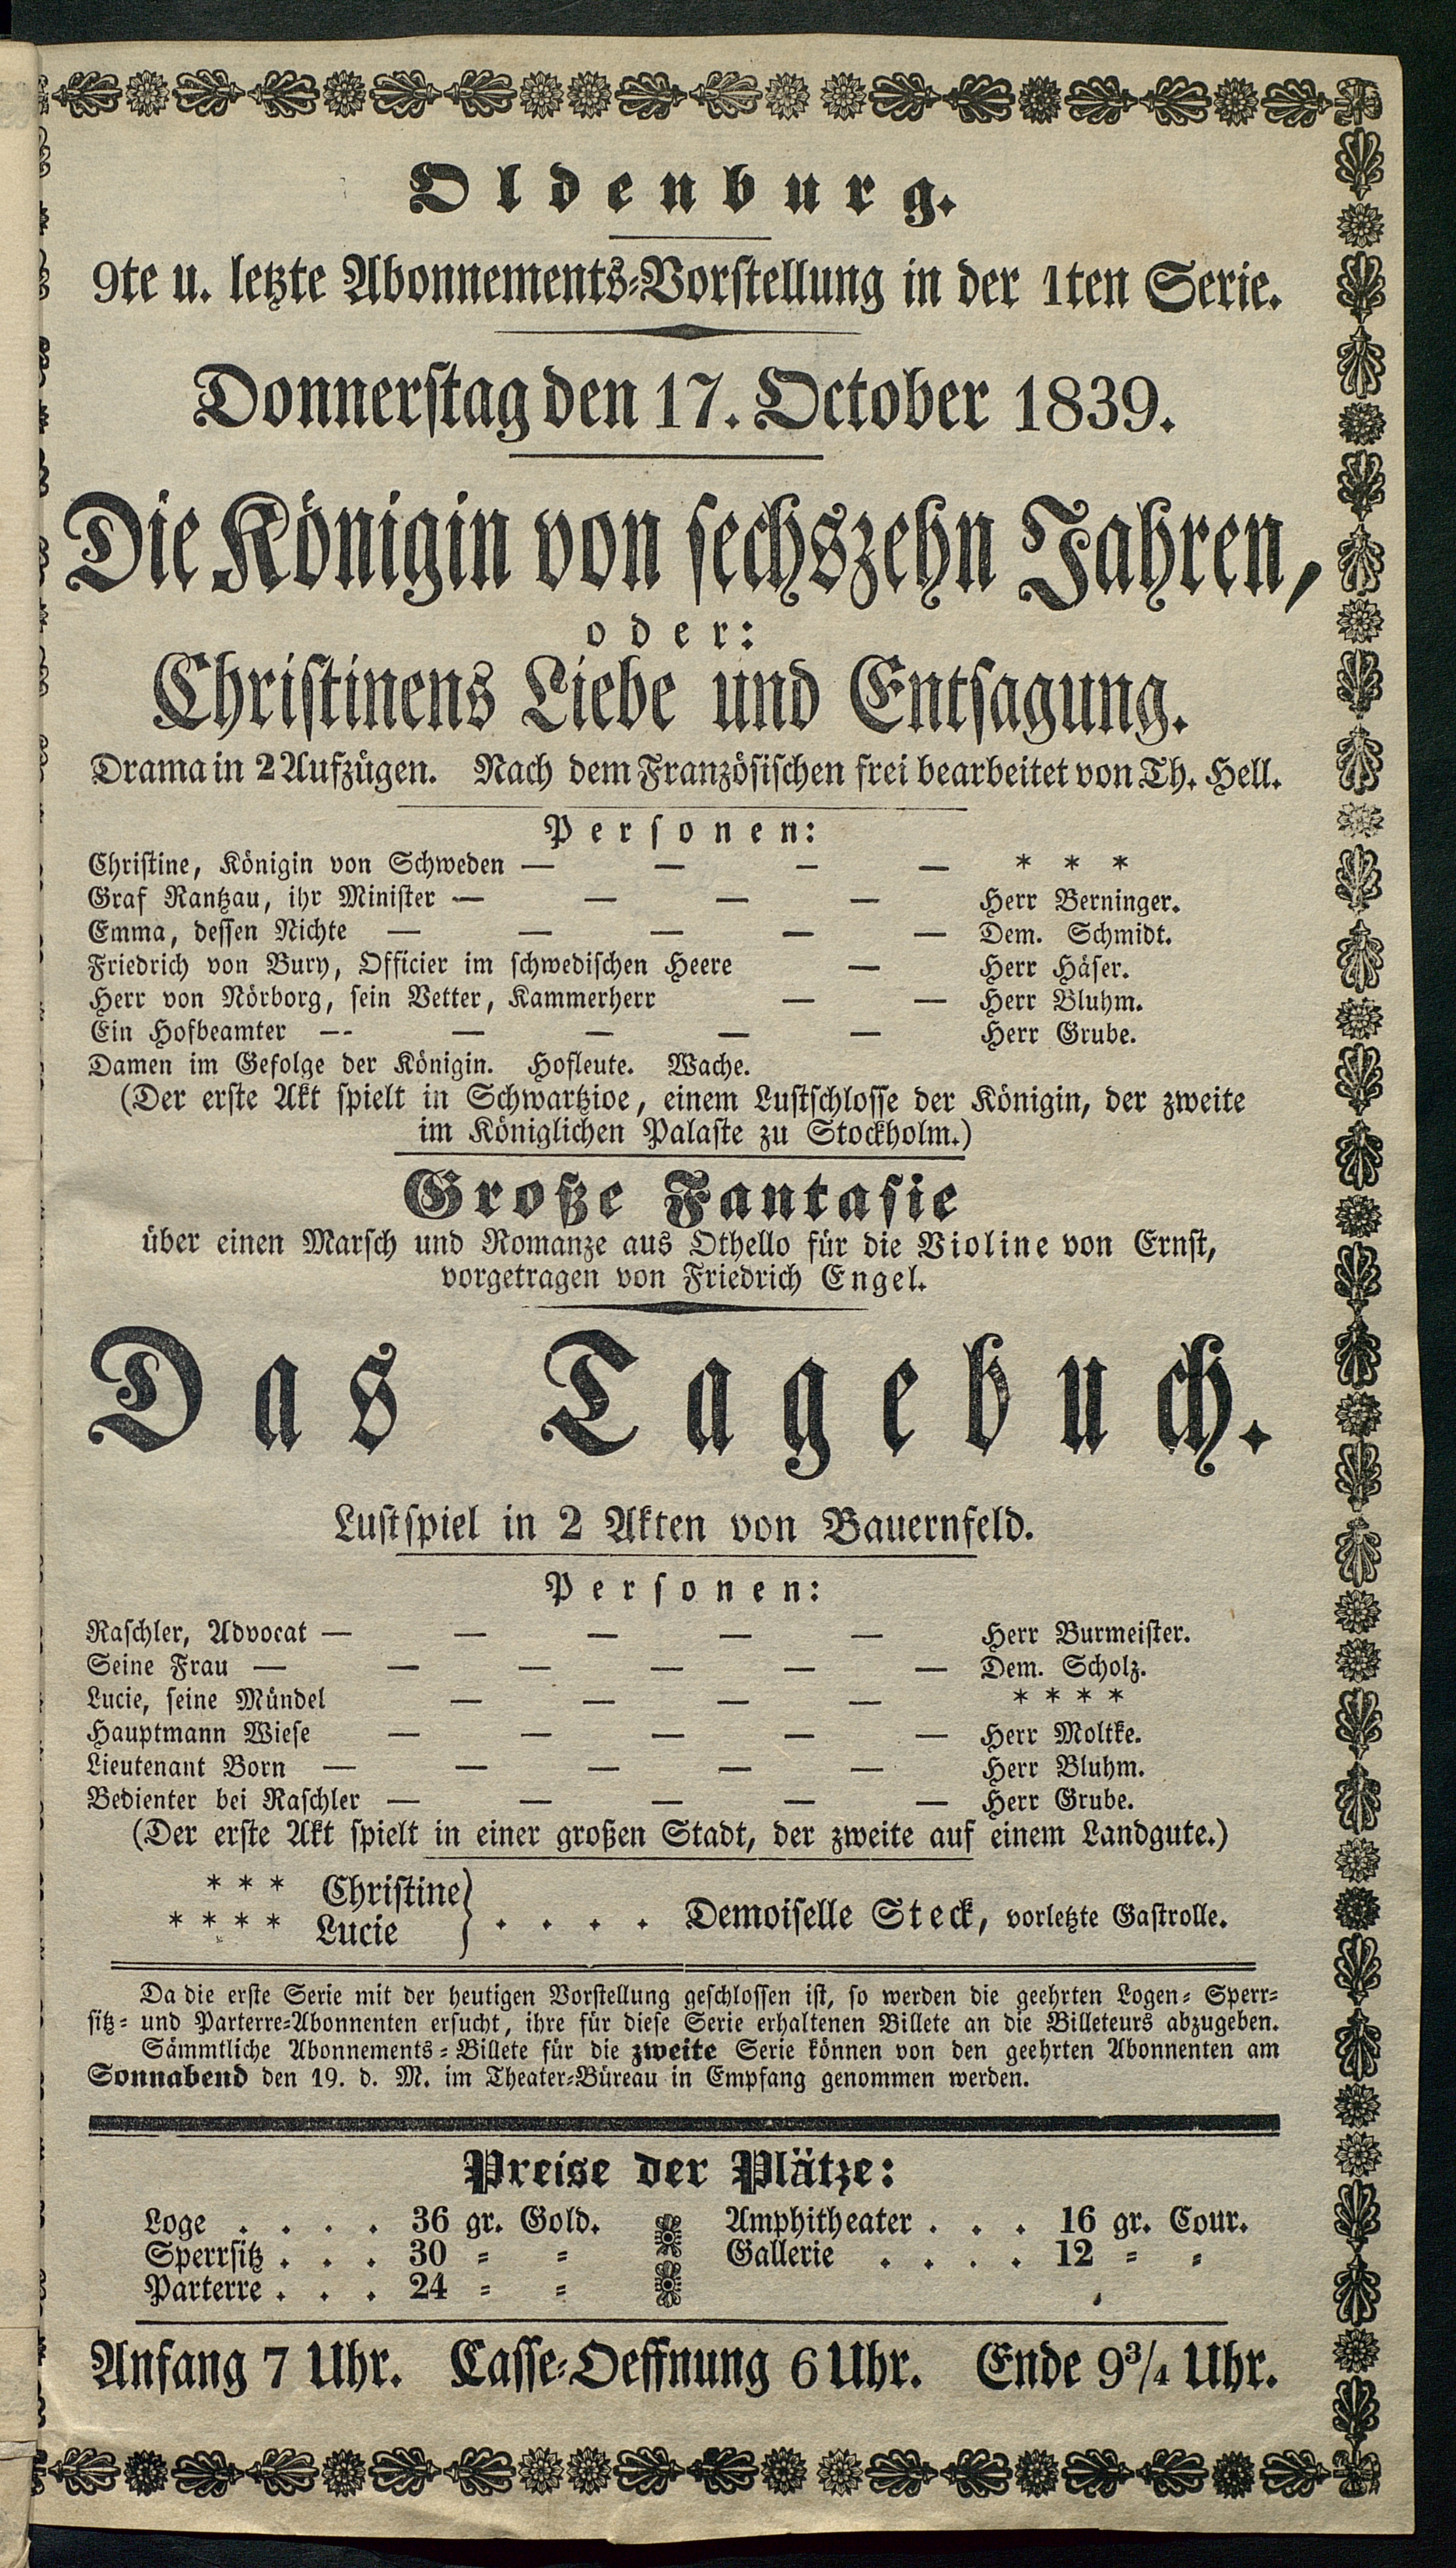 Oldenburg.
9te u. letzte Abonnements-Vorstellung in der 1ten Serie.
Donnerstag den 17. October 1839.
Die Königin von sechszehn Jahren,
oder:
Christinens Liebe und Entsagung.
Drama in 2 Aufzügen. Nach dem Französischen frei bearbeitet von Th. Hell.
Personen:
Christine, Königin von Schweden — — — — * * *
Graf Rantzau, ihr Minister — — — — Herr Berninger.
Emma, dessen Nichte — — — — — Dem. Schmidt.
Friedrich von Bury, Officier im schwedischen Heere — Herr Häser.
Herr von Nörborg, sein Vetter, Kammerherr — — Herr Bluhm.
Ein Hofbeamter — — — — — Herr Grube.
Damen im Gefolge der Königin. Hofleute. Wache.
(Der erste Akt spielt in Schwartzioe, einem Lustschlosse der Königin, der zweite
im Königlichen Palaste zu Stockholm.)
Große Fantasie
über einen Marsch und Romanze aus Othello für die Violine von Ernst,
vorgetragen von Friedrich Engel.
Das Tagebuch.
Lustspiel in 2 Akten von Bauernfeld.
Personen:
Raschler, Advocat — — — — — Herr Burmeister.
Seine Frau — — — — — — Dem. Scholz.
Lucie, seine Mündel — — — — * * * *
Hauptmann Wiese — — — — — Herr Moltke.
Lieutenant Born — — — — — Herr Bluhm.
Bedienter bei Raschler — — — — — Herr Grube.
(Der erste Akt spielt in einer großen Stadt, der zweite auf einem Landgute.)
* * * Christine
* * * * Lucie } . . . . Demoiselle Steck, vorletzte Gastrolle.
Da die erste Serie mit der heutigen Vorstellung geschlossen ist, so werden die geehrten Logen- Sperr-
sitz- und Parterre-Abonnenten ersucht, ihre für diese Serie erhaltenen Billete an die Billeteurs abzugeben.
Sämmtliche Abonnements-Billete für die zweite Serie können von den geehrten Abonnenten am
Sonnabend den 19. d. M. im Theater-Büreau in Empfang genommen werden.
Preise der Plätze:
Loge . . . . 36 gr. Gold. Amphitheater . . . 16 gr. Cour.
Sperrsitz . . . 30 = = Gallerie . . . . 12 = =
Parterre . . . 24 = =
Anfang 7 Uhr. Casse-Oeffnung 6 Uhr. Ende 9¾ Uhr.